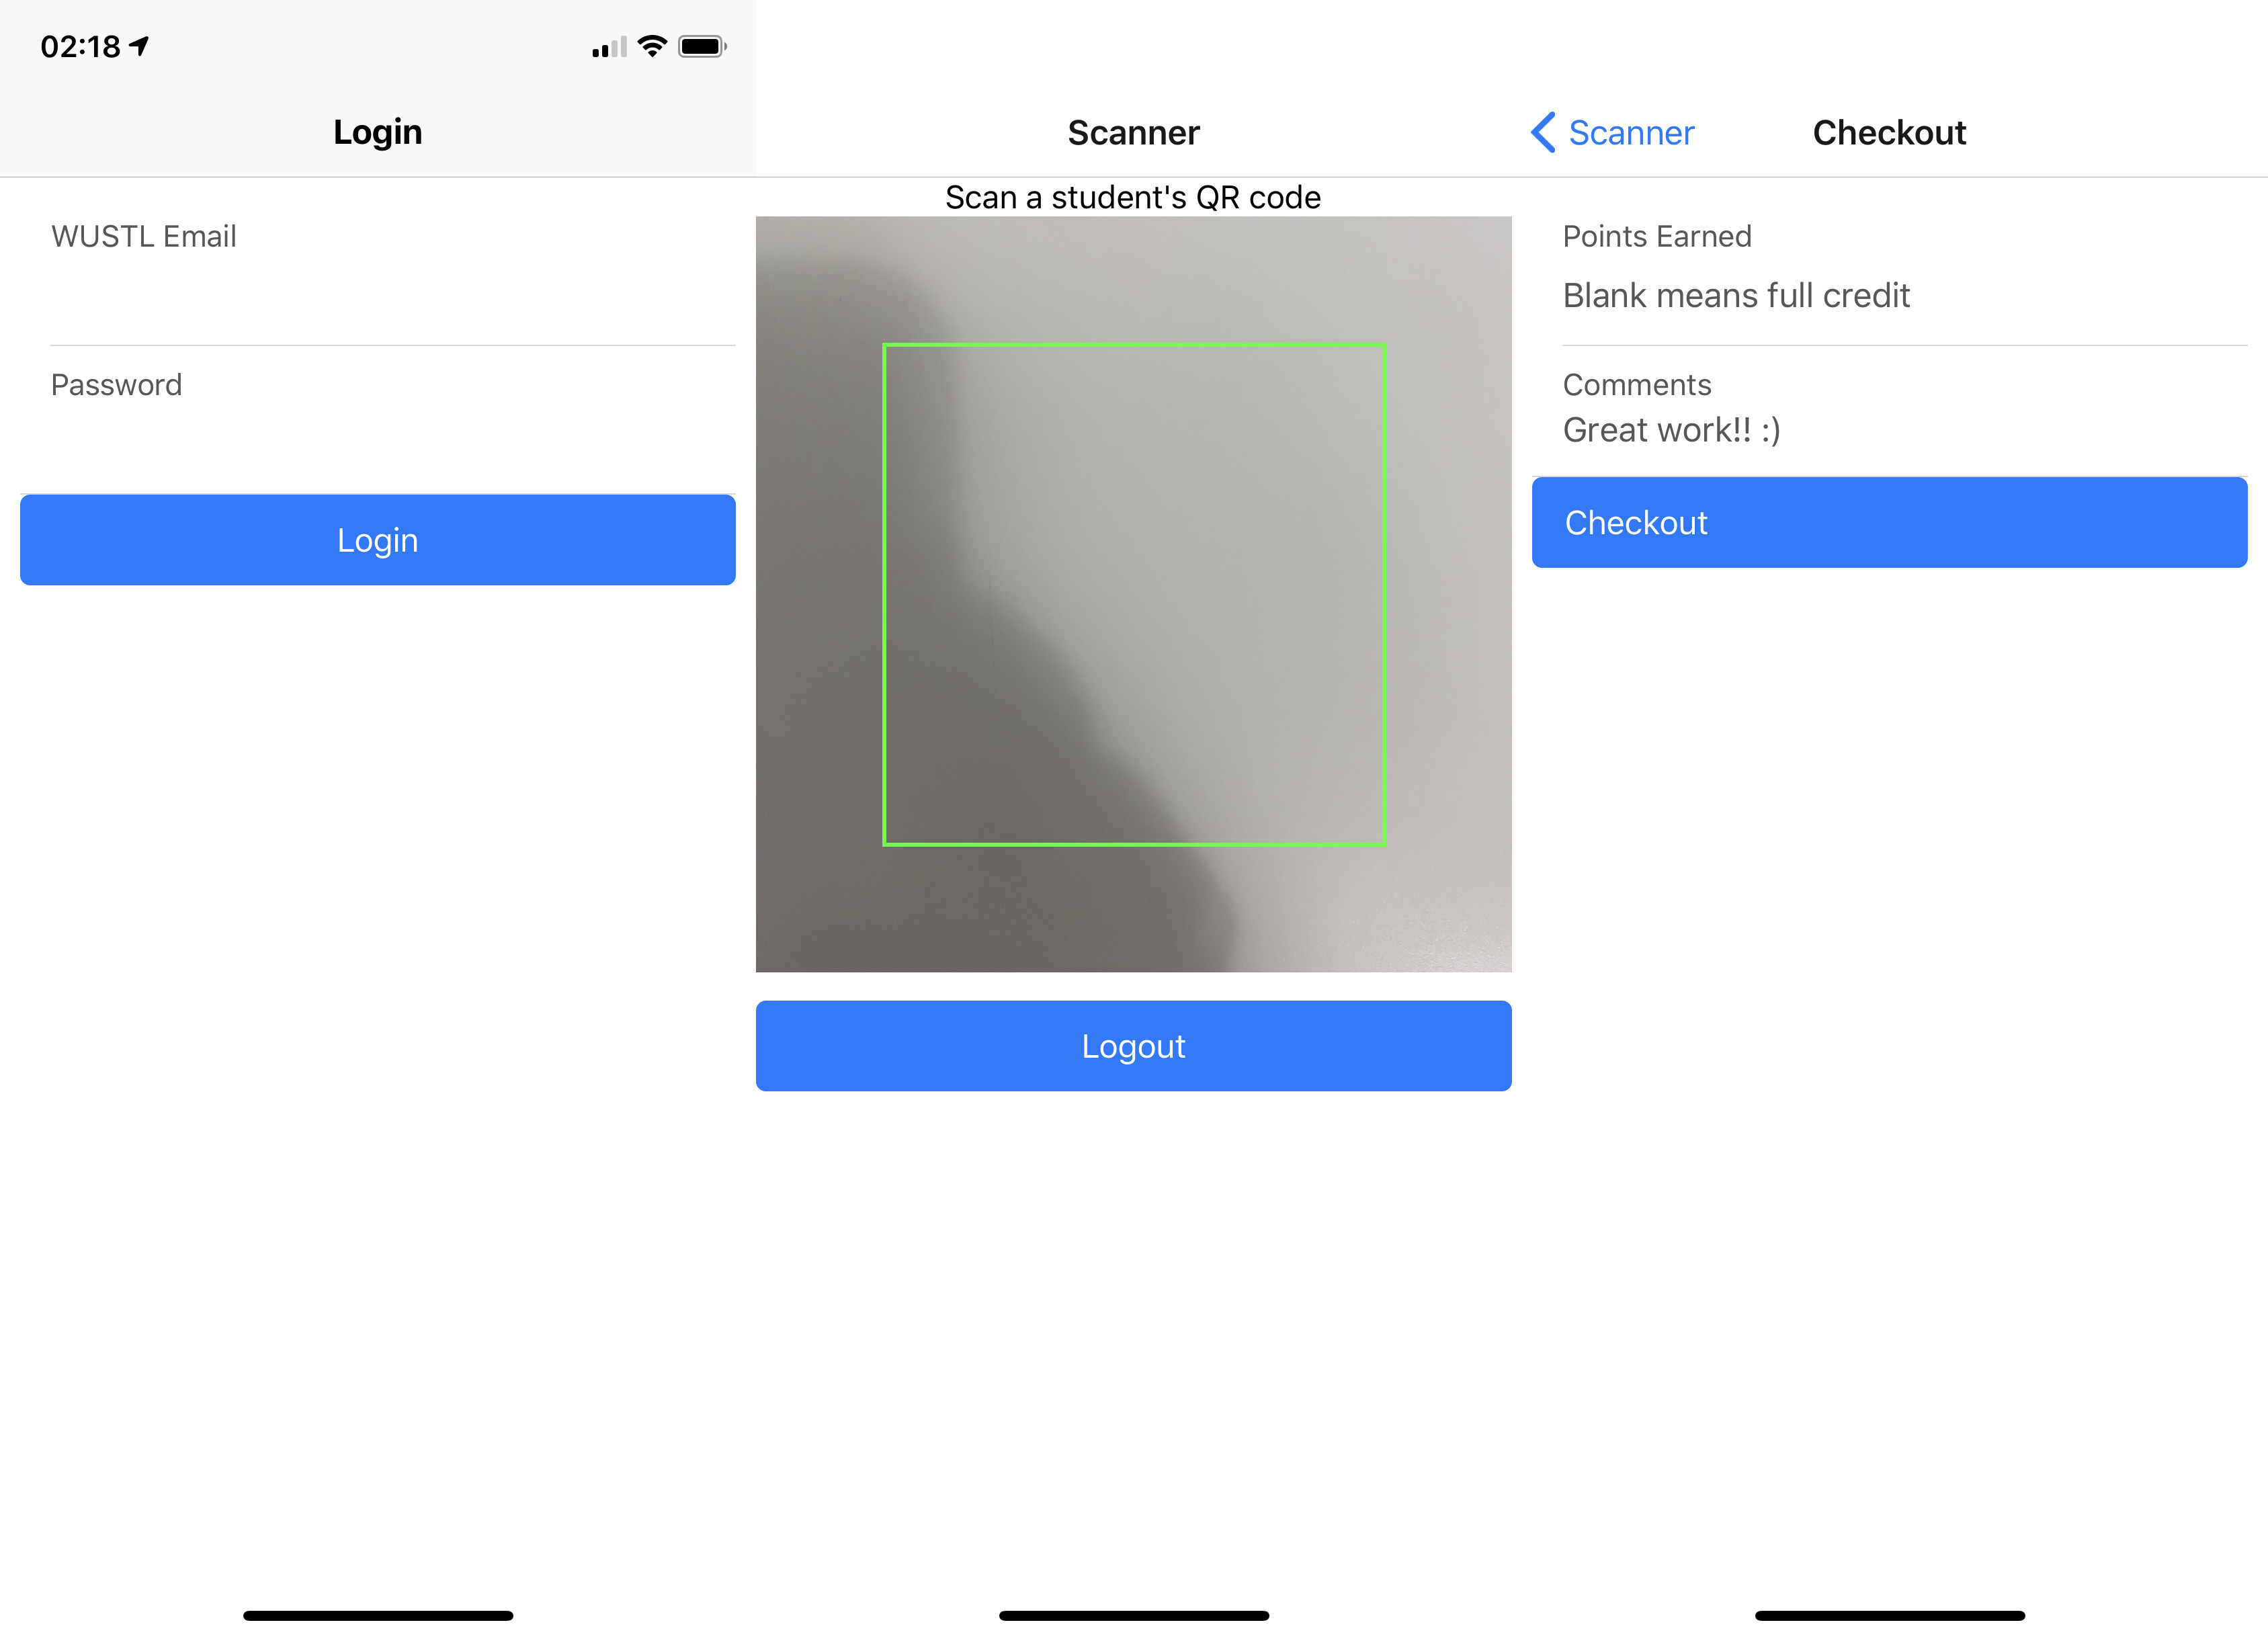 02:18
Login
WUSTL Email
Password
Login
Scanner
Scan a student's QR code
Logout
Scanner
Checkout
Points Earned
Blank means full credit
Comments
Great work!! :)
Checkout